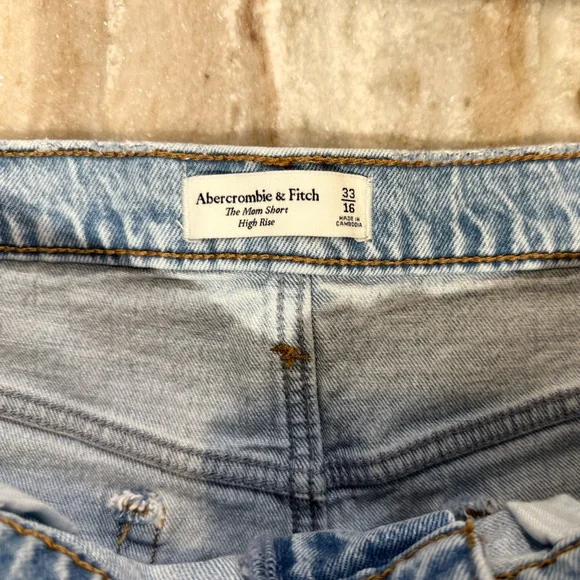 Abercrombie & Fitch
The Mom Short
High Rise
33
16
MADE IN
CAMBODIA